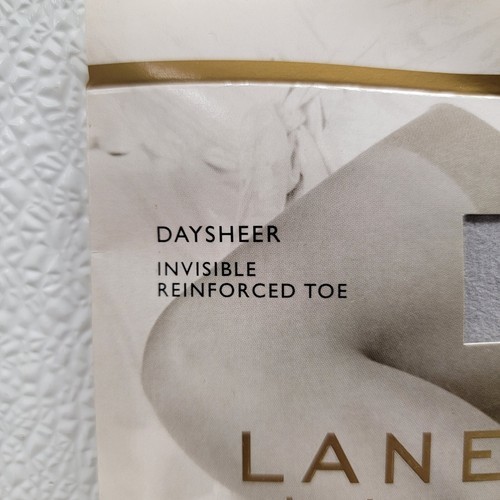 DAYSHEER
INVISIBLE
REINFORCED TOE
LANE